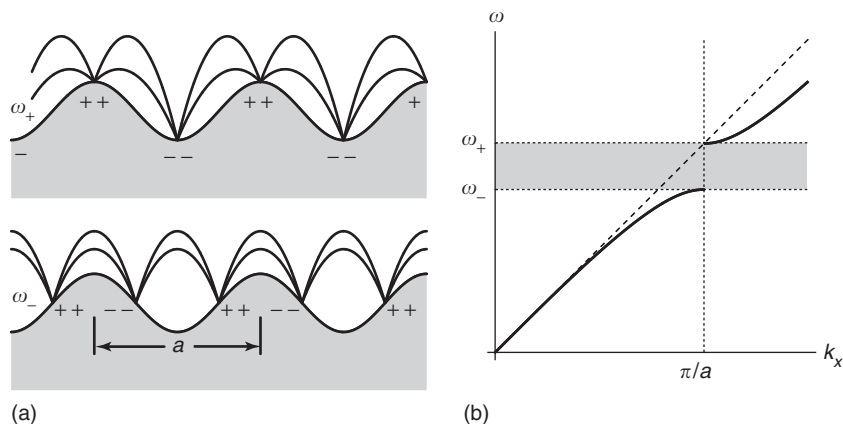 ω₊
++ ++ +
− −− −−
ω₋
++ −− ++ −− ++
a
(a)
ω
ω₊
ω₋
π/a
kₓ
(b)